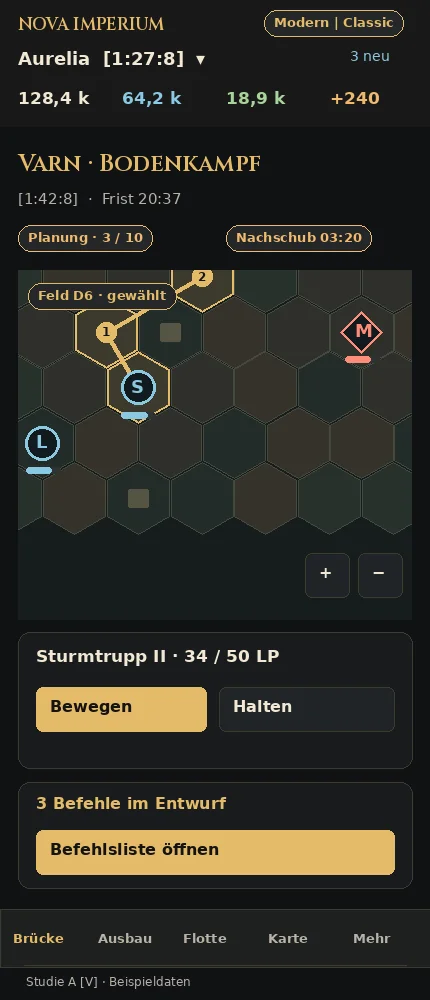 NOVA IMPERIUM
Modern | Classic
Aurelia [1:27:8] ▾
3 neu
128,4 k 64,2 k 18,9 k +240
Varn · Bodenkampf
[1:42:8] · Frist 20:37
Planung · 3 / 10
Nachschub 03:20
2
Feld D6 · gewählt
1
M
S
L
+ −
Sturmtrupp II · 34 / 50 LP
Bewegen
Halten
3 Befehle im Entwurf
Befehlsliste öffnen
Brücke Ausbau Flotte Karte Mehr
Studie A [V] · Beispieldaten